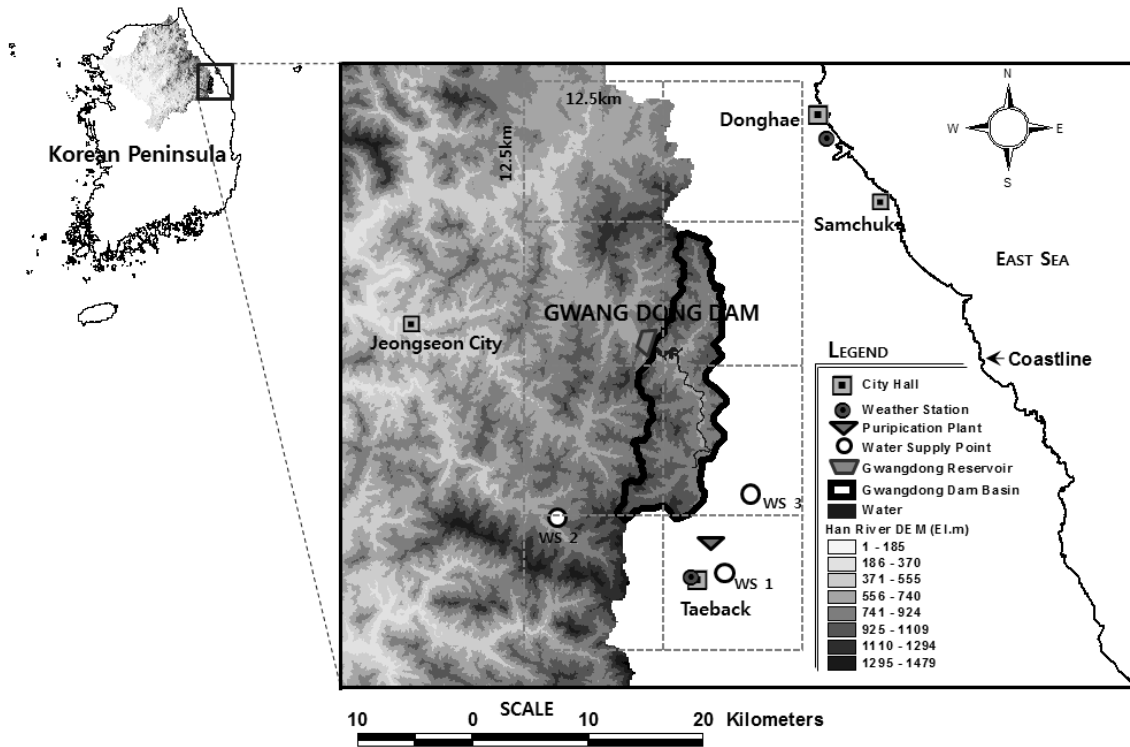 Korean Peninsula
12.5km
12.5km
Donghae
Samchuk
N
W
E
S
EAST SEA
GWANG DONG DAM
Jeongseon City
Coastline
WS 3
WS 2
WS 1
Taeback
LEGEND
City Hall
Weather Station
Puripication Plant
Water Supply Point
Gwangdong Reservoir
Gwangdong Dam Basin
Water
Han River DEM (El.m)
1 - 185
186 - 370
371 - 555
556 - 740
741 - 924
925 - 1109
1110 - 1294
1295 - 1479
SCALE
10 0 10 20 Kilometers